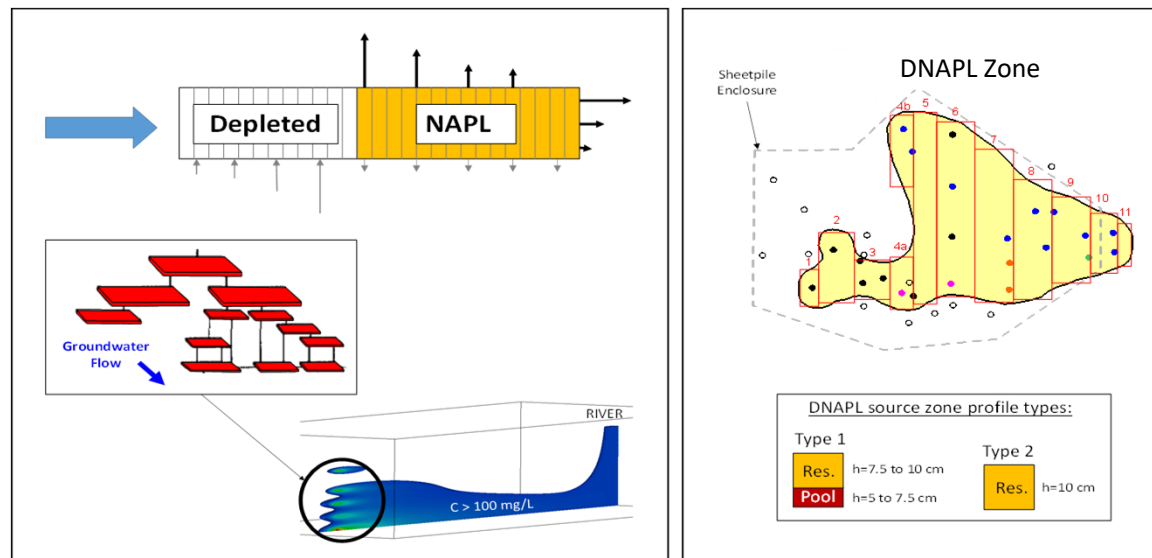 Depleted
NAPL
Groundwater
Flow
RIVER
C > 100 mg/L
DNAPL Zone
Sheetpile
Enclosure
4b
5
6
7
8
9
10
11
2
3
4a
1
DNAPL source zone profile types:
Type 1
Type 2
Res.
h=7.5 to 10 cm
Pool
h=5 to 7.5 cm
Res.
h=10 cm